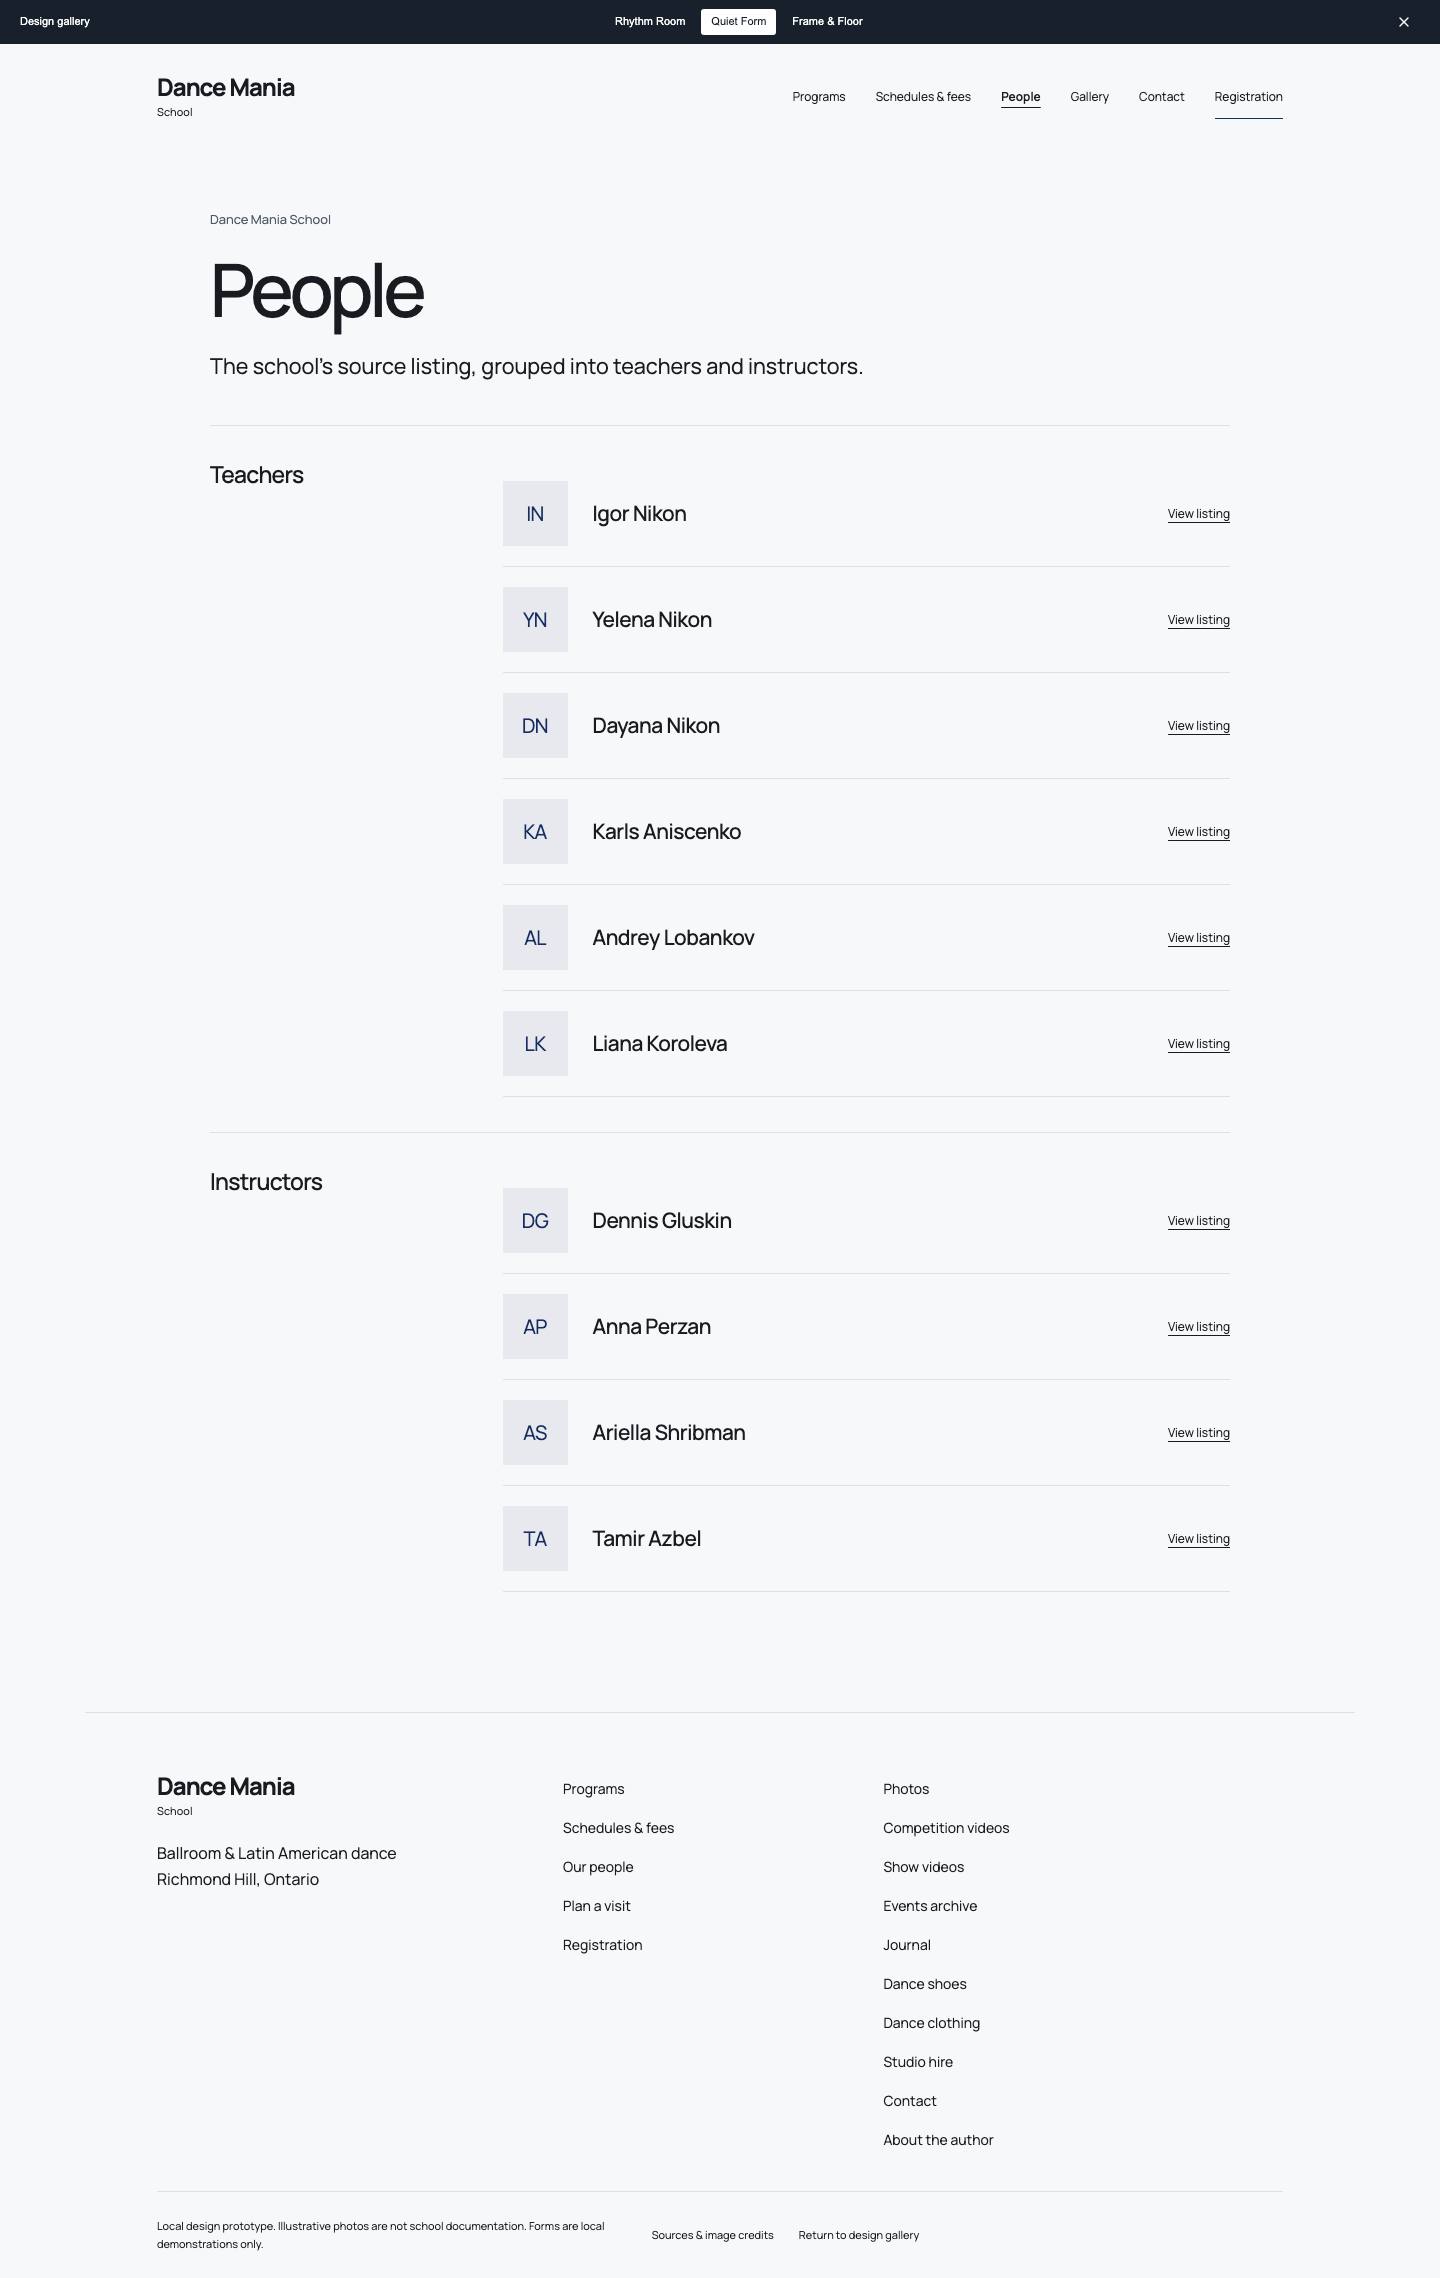 Design gallery
Rhythm Room
Quiet Form
Frame & Floor
×
Dance Mania
School
Programs
Schedules & fees
People
Gallery
Contact
Registration
Dance Mania School
People
The school’s source listing, grouped into teachers and instructors.
Teachers
IN
Igor Nikon
View listing
YN
Yelena Nikon
View listing
DN
Dayana Nikon
View listing
KA
Karls Aniscenko
View listing
AL
Andrey Lobankov
View listing
LK
Liana Koroleva
View listing
Instructors
DG
Dennis Gluskin
View listing
AP
Anna Perzan
View listing
AS
Ariella Shribman
View listing
TA
Tamir Azbel
View listing
Dance Mania
School
Ballroom & Latin American dance
Richmond Hill, Ontario
Programs
Schedules & fees
Our people
Plan a visit
Registration
Photos
Competition videos
Show videos
Events archive
Journal
Dance shoes
Dance clothing
Studio hire
Contact
About the author
Local design prototype. Illustrative photos are not school documentation. Forms are local
demonstrations only.
Sources & image credits
Return to design gallery